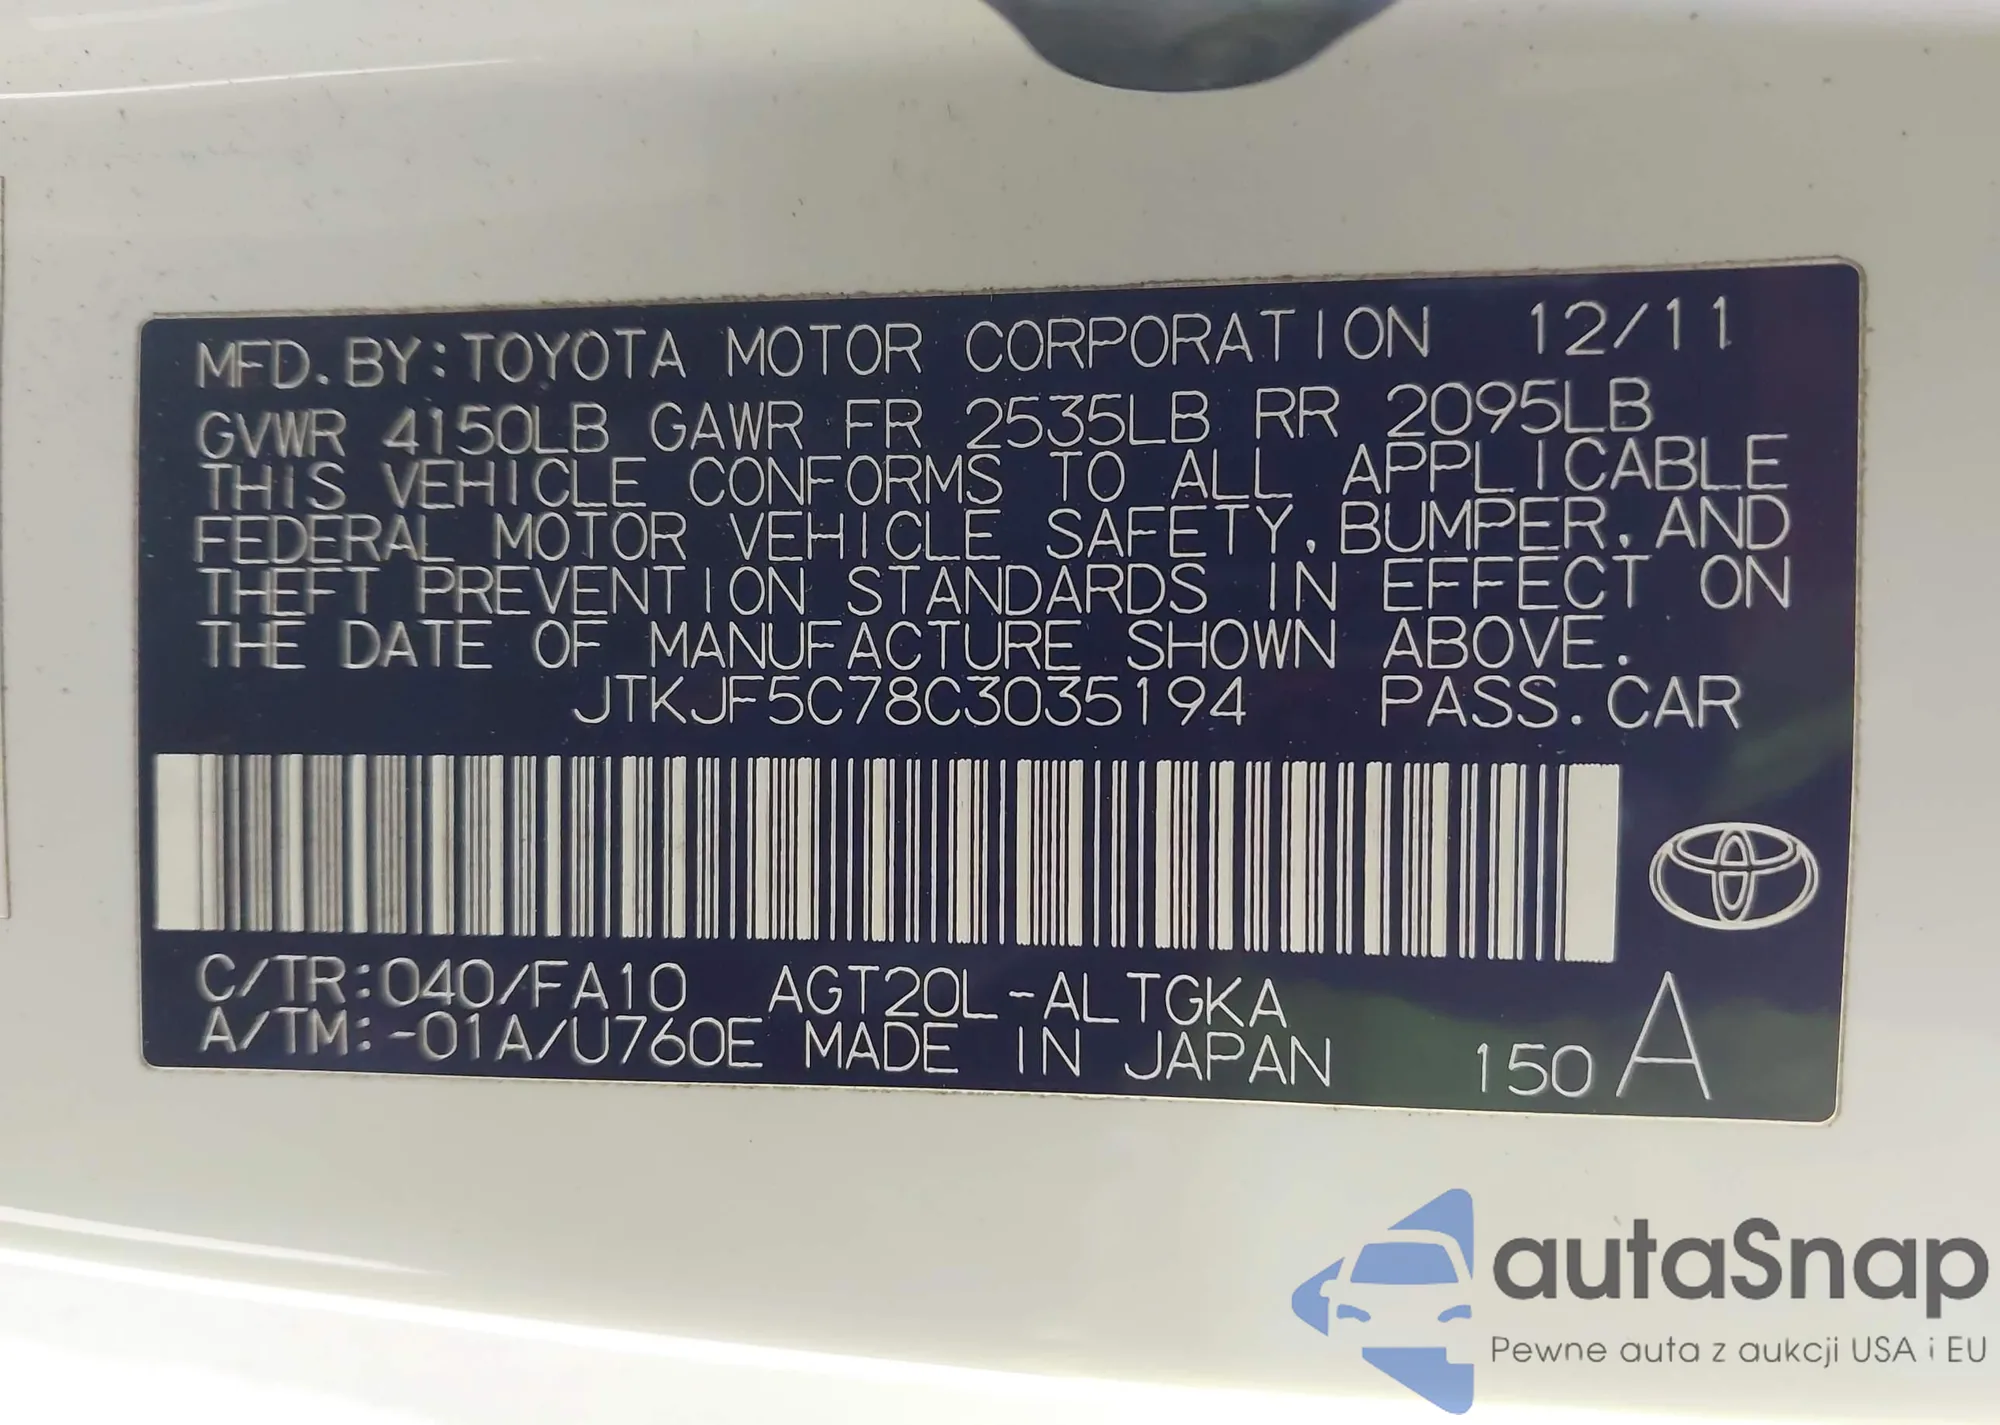 MFD. BY: TOYOTA MOTOR CORPORATION 12/11
GVWR 4150LB GAWR FR 2535LB RR 2095LB
THIS VEHICLE CONFORMS TO ALL APPLICABLE
FEDERAL MOTOR VEHICLE SAFETY, BUMPER, AND
THEFT PREVENTION STANDARDS IN EFFECT ON
THE DATE OF MANUFACTURE SHOWN ABOVE.
JTKJF5C78C3035194 PASS. CAR
C/TR: 040/FA10 AGT20L-ALTGKA
A/TM: -01A/U760E MADE IN JAPAN 150 A
autaSnap
Pewne auta z aukcji USA i EU